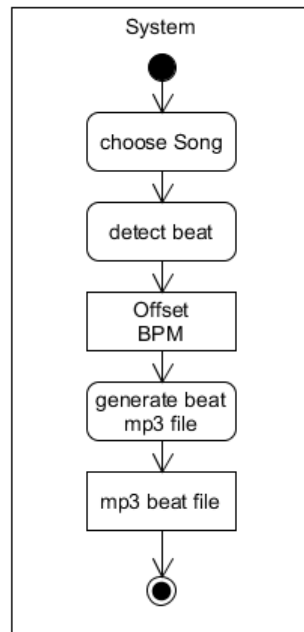 System
choose Song
detect beat
Offset
BPM
generate beat
mp3 file
mp3 beat file